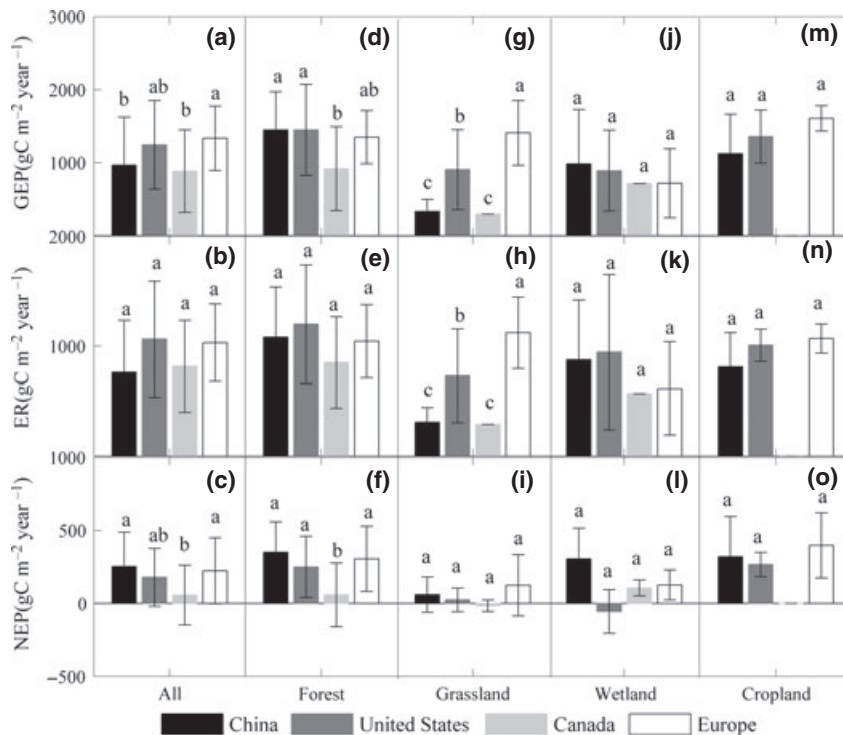 3000
(a) (d) (g) (j) (m)
b ab b a a a b ab c b c a a a a a a a a
2000
1000
GEP(gC m⁻² year⁻¹)
2000
(b) (e) (h) (k) (n)
a a a a a a a a c b c a a a a a a a a
1000
ER(gC m⁻² year⁻¹)
1000
(c) (f) (i) (l) (o)
a ab b a a a b a a a a a a a a a a a a
500
0
NEP(gC m⁻² year⁻¹)
−500
All Forest Grassland Wetland Cropland
China United States Canada Europe